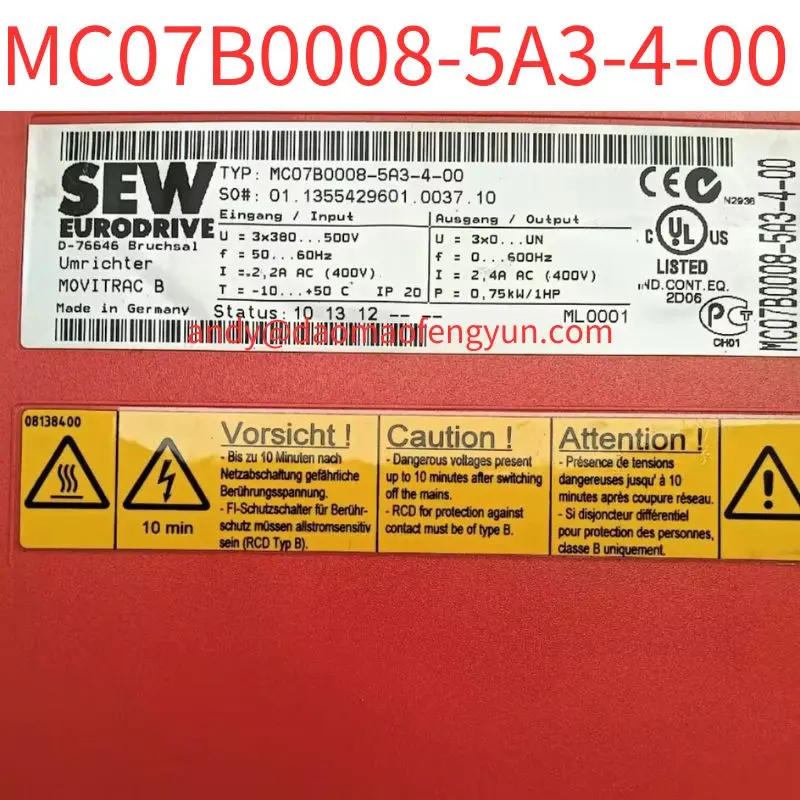 MC07B0008-5A3-4-00
SEW
EURODRIVE
D-76646 Bruchsal
Umrichter
MOVITRAC B
Made in Germany
TYP: MC07B0008-5A3-4-00
SO#: 01.1355429601.0037.10
Eingang / Input
U = 3x380...500V
f = 50...60Hz
I = 2,2A AC (400V)
T = -10...+50 C IP 20
Ausgang / Output
U = 3x0...UN
f = 0...600Hz
I = 2,4A AC (400V)
P = 0,75kW/1HP
Status: 10 13 12 -- -- --
ML0001
CE
N2936
C UL US
LISTED
IND.CONT.EQ.
2D06
CH01
MC07B0008-5A3-4-00
andy@daomaofengyun.com
08138400
10 min
Vorsicht !
- Bis zu 10 Minuten nach
Netzabschaltung gefährliche
Berührungsspannung.
- FI-Schutzschalter für Berühr-
schutz müssen allstromsensitiv
sein (RCD Typ B).
Caution !
- Dangerous voltages present
up to 10 minutes after switching
off the mains.
- RCD for protection against
contact must be of type B.
Attention !
- Présence de tensions
dangereuses jusqu' à 10
minutes après coupure réseau.
- Si disjoncteur différentiel
pour protection des personnes,
classe B uniquement.